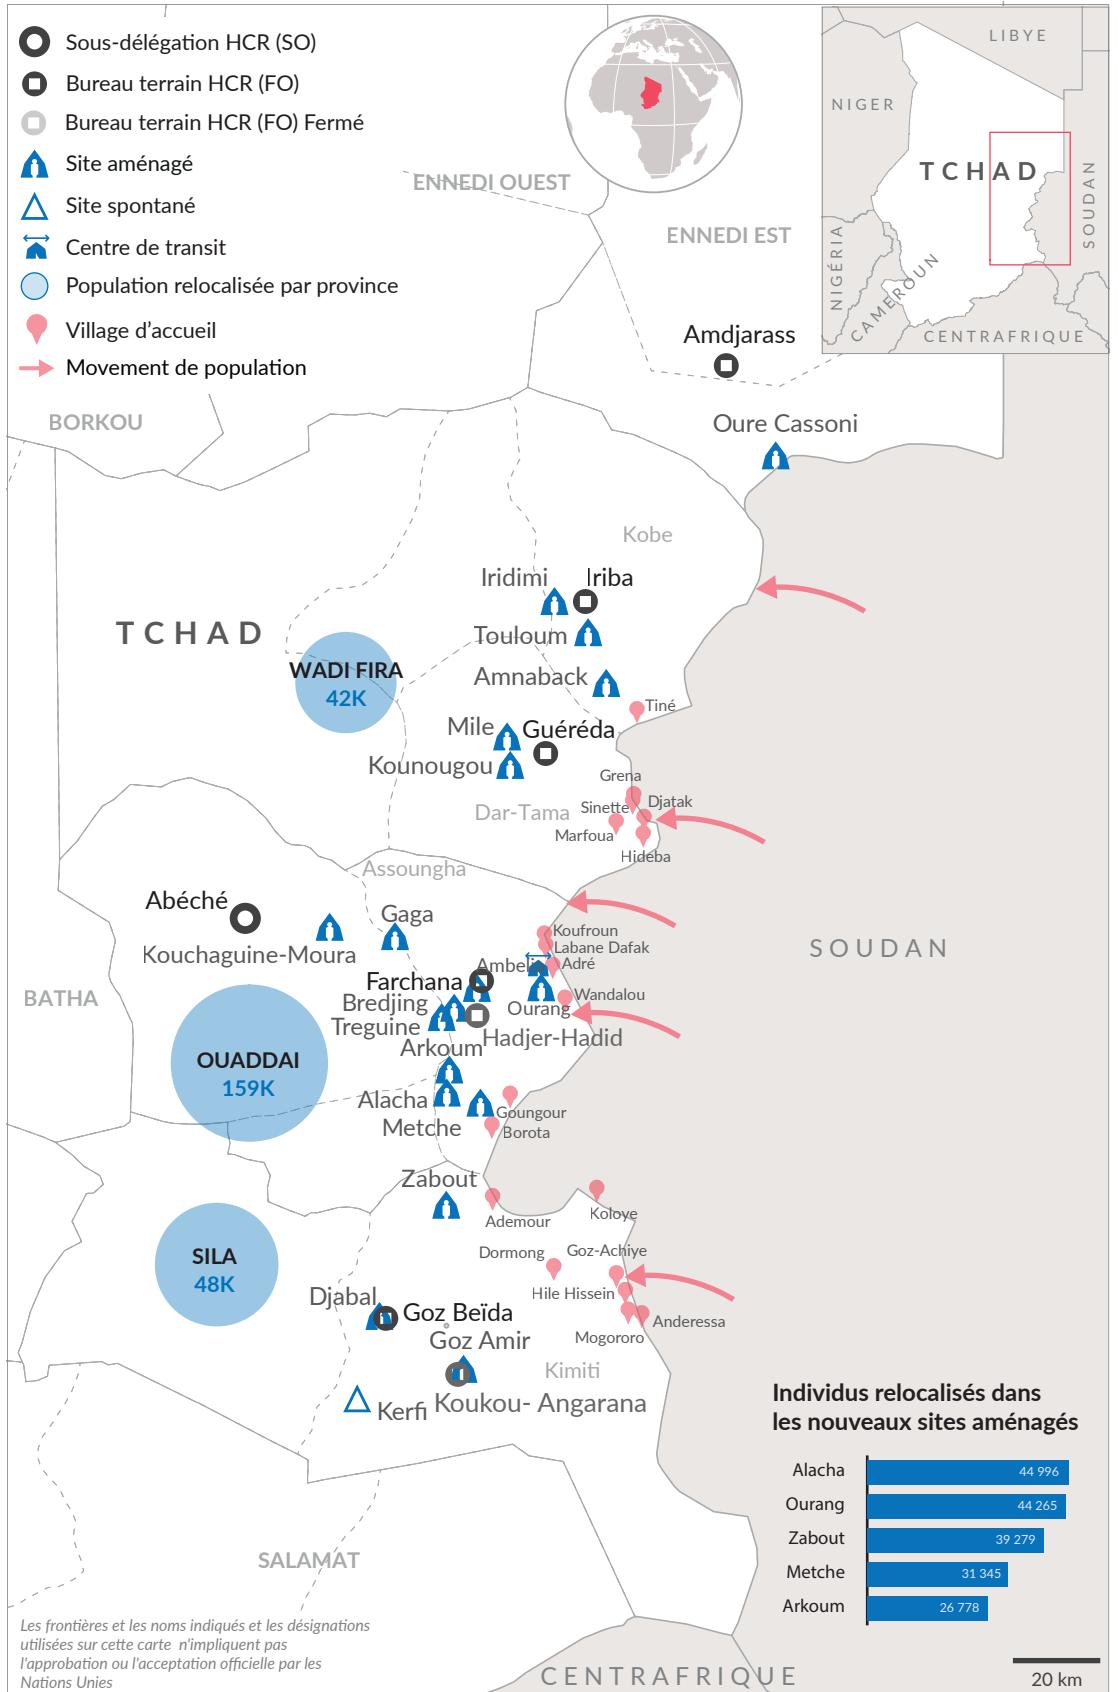 Sous-délégation HCR (SO)
Bureau terrain HCR (FO)
Bureau terrain HCR (FO) Fermé
Site aménagé
Site spontané
Centre de transit
Population relocalisée par province
Village d'accueil
Movement de population
LIBYE
NIGER
TCHAD
SOUDAN
NIGÉRIA
CAMEROUN
CENTRAFRIQUE
ENNEDI OUEST
ENNEDI EST
Amdjarass
BORKOU
Oure Cassoni
Kobe
Iridimi
Iriba
TCHAD
Touloum
WADI FIRA
42K
Amnaback
Tiné
Mile
Guéréda
Kounougou
Grena
Sinette
Djatak
Dar-Tama
Marfoua
Hideba
Assoungha
Abéché
Gaga
Kouchaguine-Moura
Koufroun
Labane Dafak
Ambelia
Adré
SOUDAN
Farchana
BATHA
Bredjing
Wandalou
Ourang
Treguine
Hadjer-Hadid
Arkoum
OUADDAI
159K
Alacha
Goungour
Metche
Borota
Zabout
Ademour
Koloye
SILA
48K
Dormong
Goz-Achiye
Djabal
Hile Hissein
Goz Beïda
Anderessa
Mogororo
Goz Amir
Kimiti
Kerfi
Koukou- Angarana
Individus relocalisés dans
les nouveaux sites aménagés
Alacha 44 996
Ourang 44 265
Zabout 39 279
Metche 31 345
Arkoum 26 778
SALAMAT
Les frontières et les noms indiqués et les désignations
utilisées sur cette carte n'impliquent pas
l'approbation ou l'acceptation officielle par les
Nations Unies
CENTRAFRIQUE
20 km